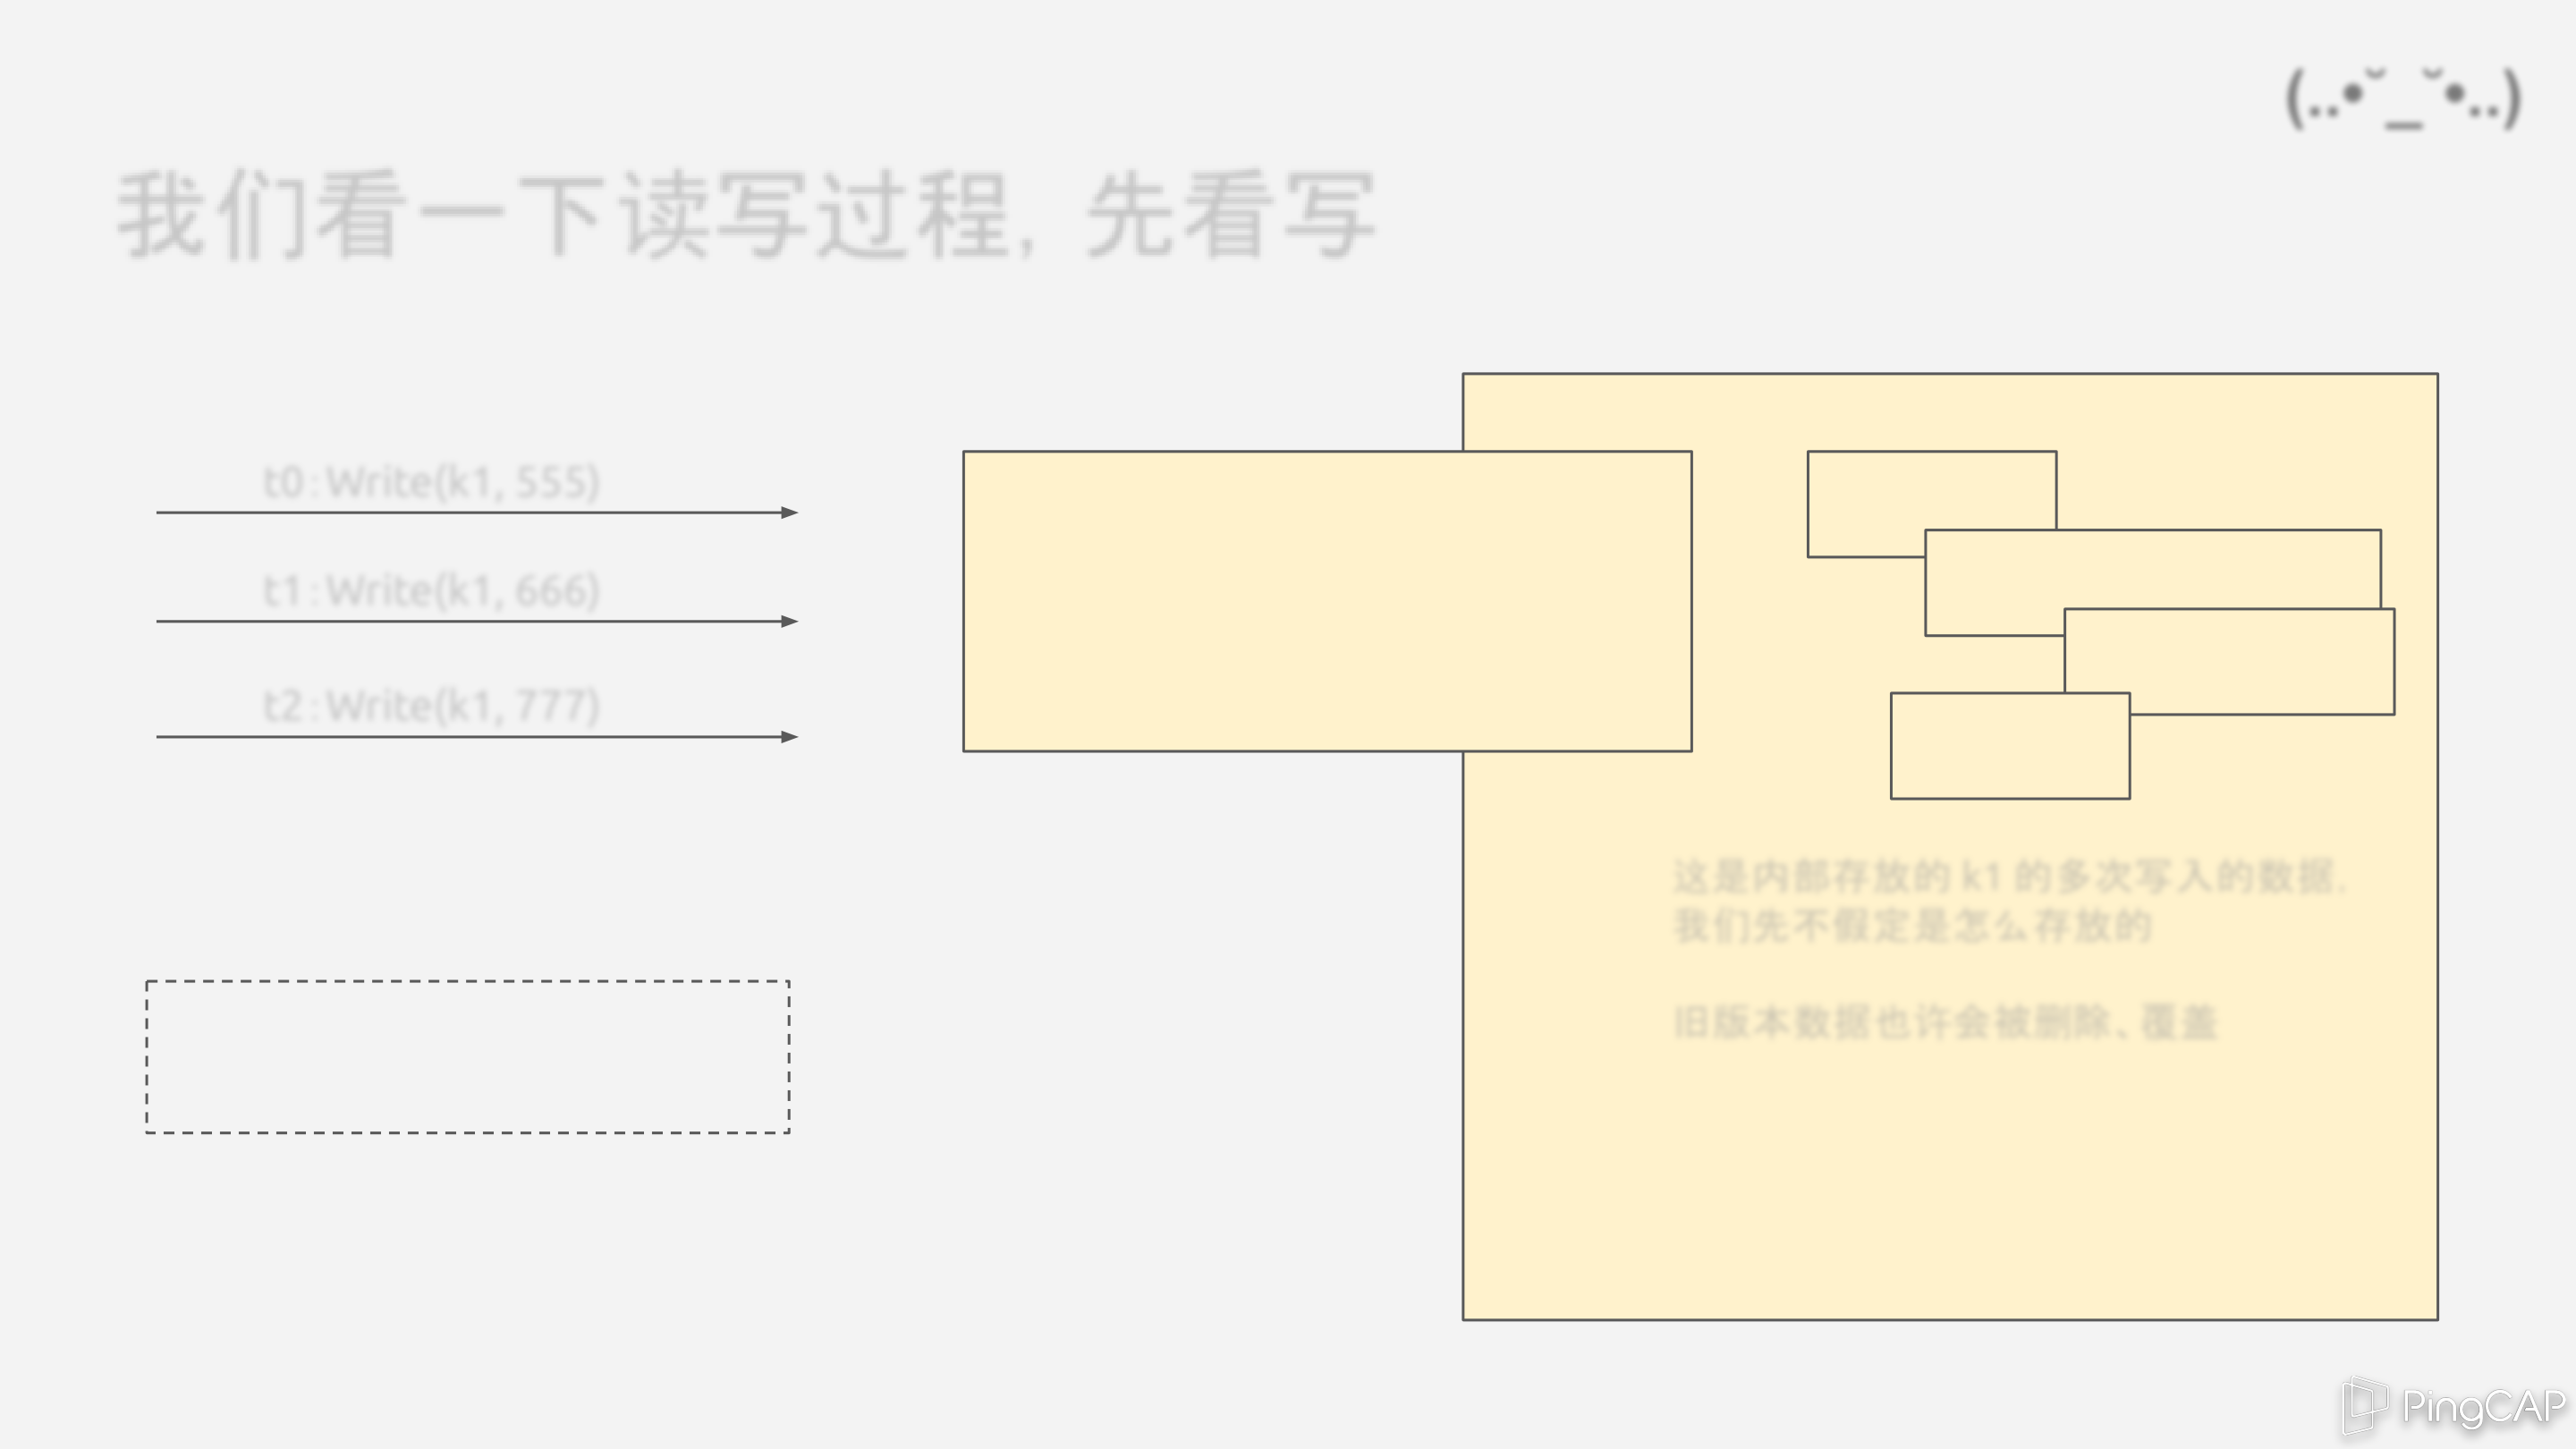 (..•˘_˘•..)
我们看一下读写过程，先看写
t0：Write(k1, 555)
t1：Write(k1, 666)
t2：Write(k1, 777)
这是内部存放的 k1 的多次写入的数据，
我们先不假定是怎么存放的
旧版本数据也许会被删除、覆盖
PingCAP